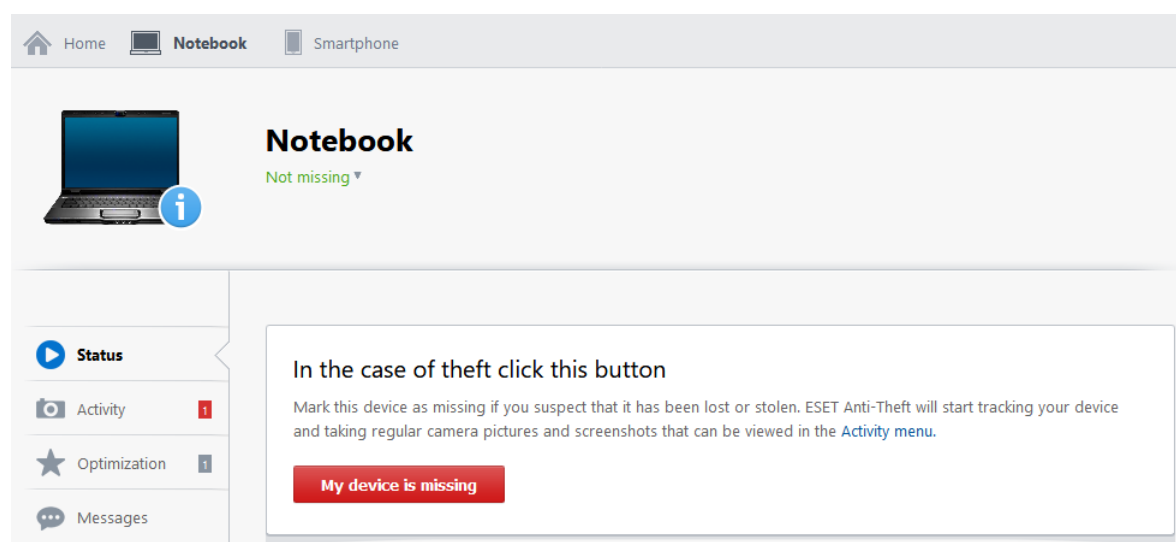 Home Notebook Smartphone
Notebook
Not missing
Status
Activity 1
Optimization 1
Messages
In the case of theft click this button
Mark this device as missing if you suspect that it has been lost or stolen. ESET Anti-Theft will start tracking your device
and taking regular camera pictures and screenshots that can be viewed in the Activity menu.
My device is missing